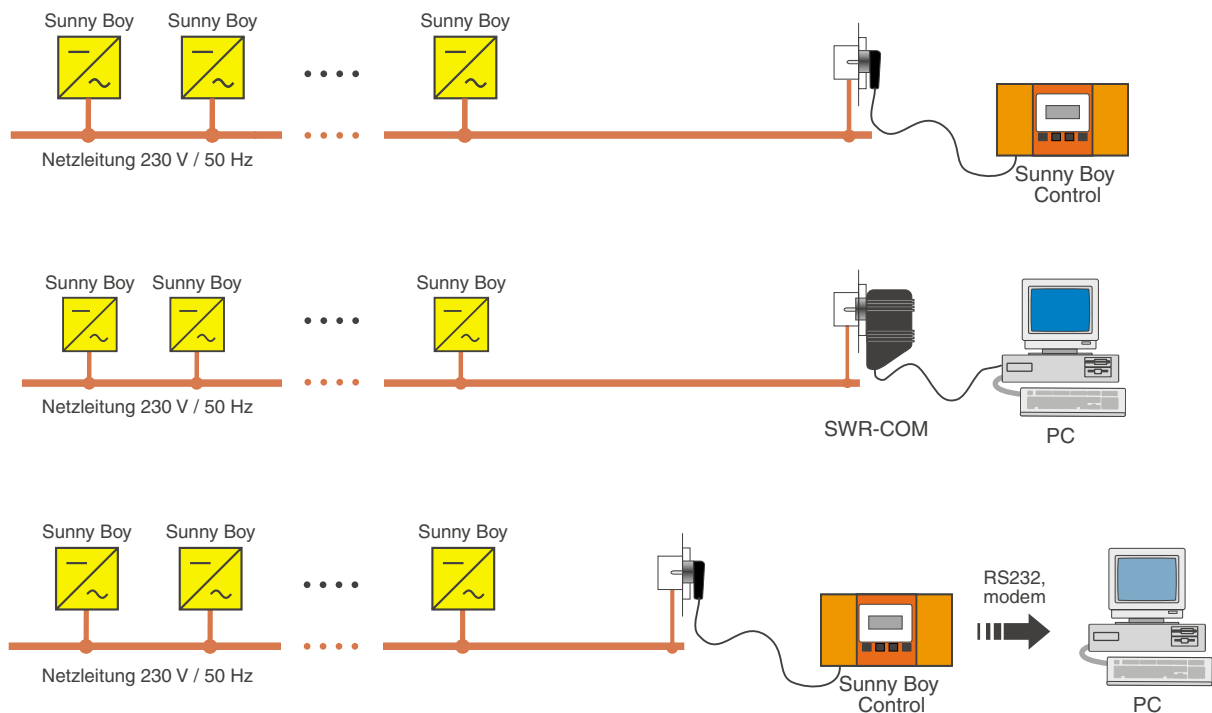 Sunny Boy Sunny Boy Sunny Boy
Netzleitung 230 V / 50 Hz
Sunny Boy
Control
Sunny Boy Sunny Boy Sunny Boy
Netzleitung 230 V / 50 Hz
SWR-COM
PC
Sunny Boy Sunny Boy Sunny Boy
RS232,
modem
Netzleitung 230 V / 50 Hz
Sunny Boy
Control
PC